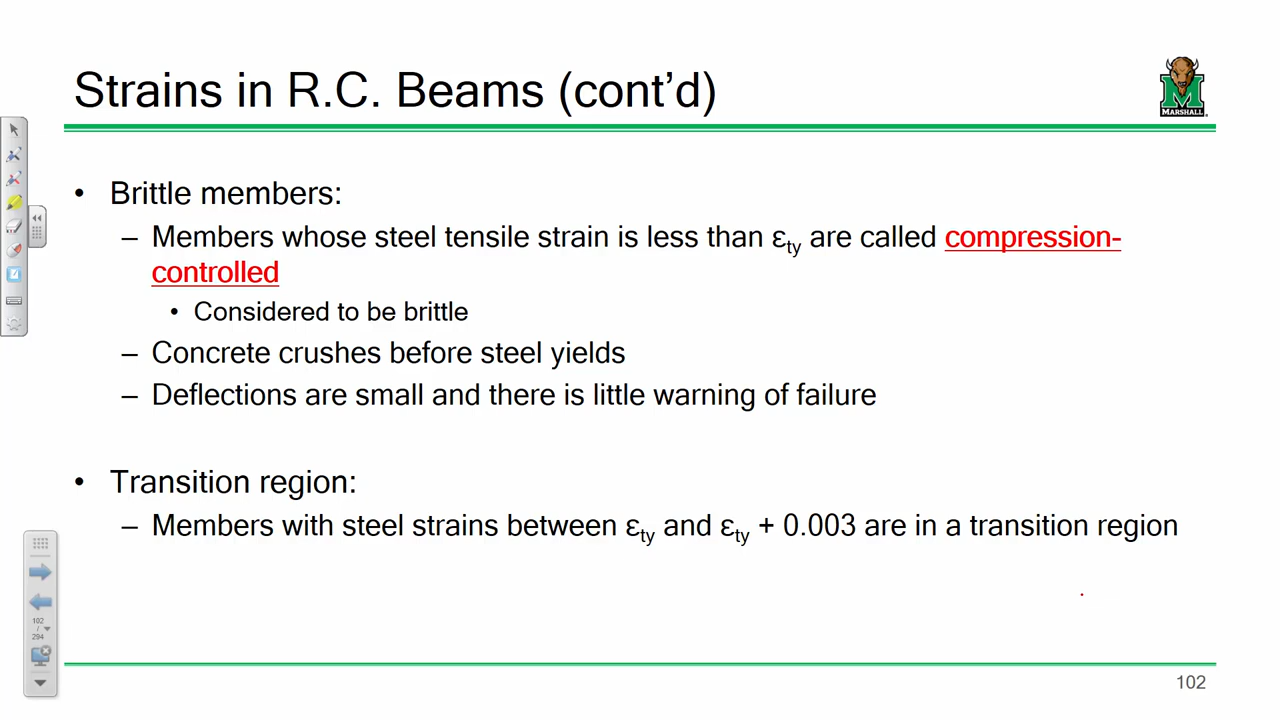 Strains in R.C. Beams (cont’d)
MARSHALL
• Brittle members:
– Members whose steel tensile strain is less than εty are called compression-
controlled
• Considered to be brittle
– Concrete crushes before steel yields
– Deflections are small and there is little warning of failure
• Transition region:
– Members with steel strains between εty and εty + 0.003 are in a transition region
102
/
294
102